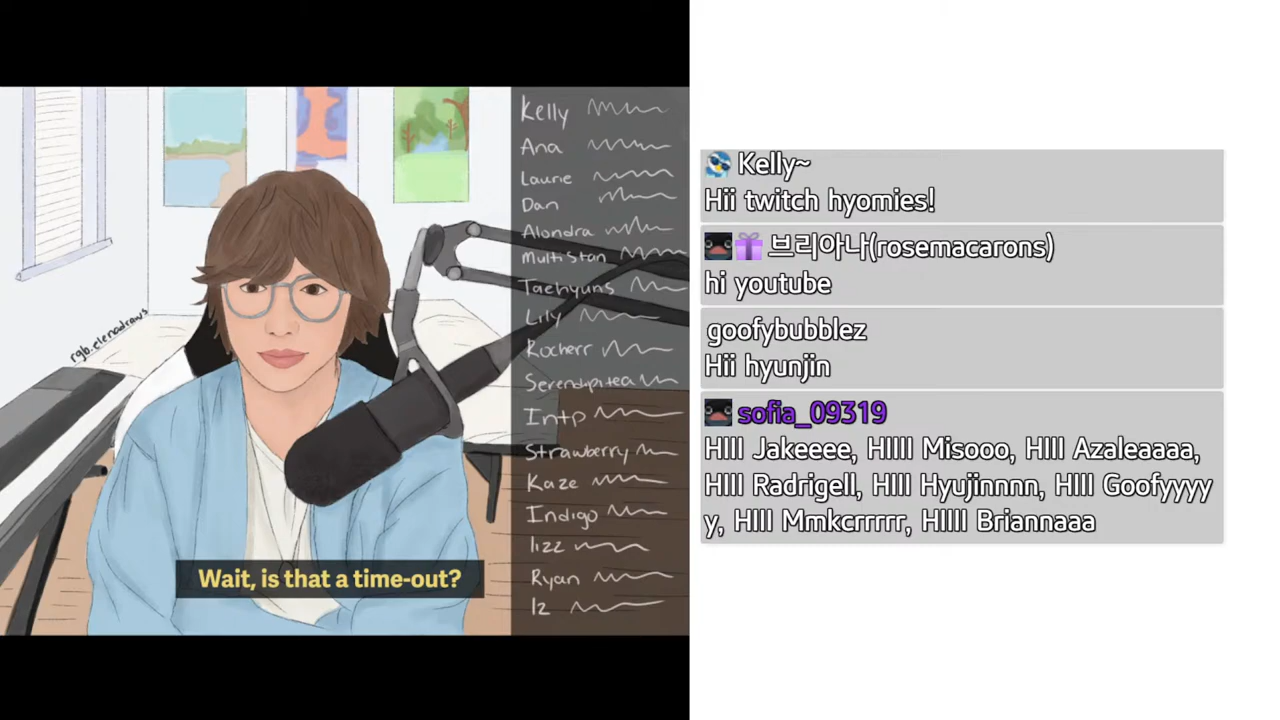 Kelly
Ana
Laurie
Dan
Alondra
Multistan
Taehyuns
Lily
Rocherr
Serendipitea
Intp
Strawberry
Kaze
Indigo
lizz
Ryan
Iz
rgb.elenadraws
Wait, is that a time-out?
Kelly~
Hii twitch hyomies!
브리아나(rosemacarons)
hi youtube
goofybubblez
Hii hyunjin
sofia_09319
HIII Jakeeee, HIIII Misooo, HIII Azaleaaaa,
HIII Radrigell, HIII Hyujinnnn, HIII Goofyyyy
y, HIII Mmkcrrrrr, HIIII Briannaaa